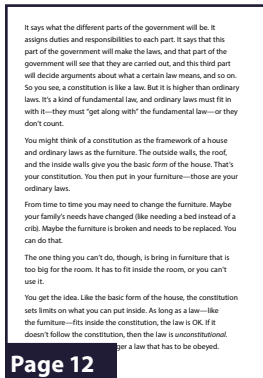 It says what the different parts of the government will be. It
assigns duties and responsibilities to each part. It says that this
part of the government will make the laws, and that part of the
government will see that they are carried out, and this third part
will decide arguments about what a certain law means, and so on.
So you see, a constitution is like a law. But it is higher than ordinary
laws. It's a kind of fundamental law, and ordinary laws must fit in
with it—they must "get along with" the fundamental law—or they
don't count.
You might think of a constitution as the framework of a house
and ordinary laws as the furniture. The outside walls, the roof,
and the inside walls give you the basic form of the house. That's
your constitution. You then put in your furniture—those are your
ordinary laws.
From time to time you may need to change the furniture. Maybe
your family's needs have changed (like needing a bed instead of a
crib). Maybe the furniture is broken and needs to be replaced. You
can do that.
The one thing you can't do, though, is bring in furniture that is
too big for the room. It has to fit inside the room, or you can't
use it.
You get the idea. Like the basic form of the house, the constitution
sets limits on what you can put inside. As long as a law—like
the furniture—fits inside the constitution, the law is OK. If it
doesn't follow the constitution, then the law is unconstitutional.
ger a law that has to be obeyed.
Page 12